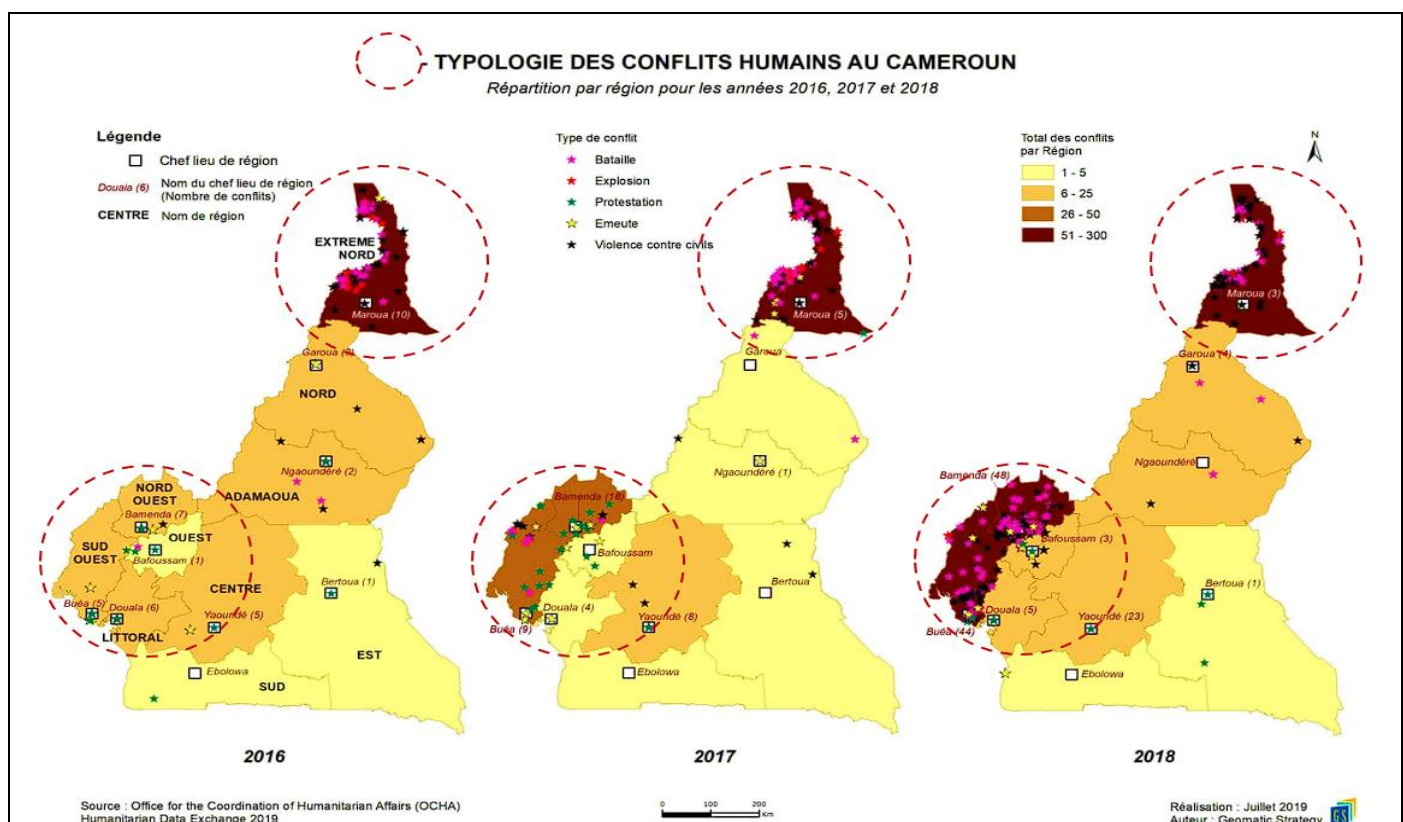 - TYPOLOGIE DES CONFLITS HUMAINS AU CAMEROUN
Répartition par région pour les années 2016, 2017 et 2018
Légende
Chef lieu de région
Douala (6)
Nom du chef lieu de région
(Nombre de conflits)
CENTRE
Nom de région
Type de conflit
Bataille
Explosion
Protestation
Emeute
Violence contre civils
Total des conflits
par Région
1 - 5
6 - 25
26 - 50
51 - 300
N
EXTREME
NORD
Maroua (10)
Garoua (3)
NORD
Ngaoundéré (2)
ADAMAOUA
NORD
OUEST
Bamenda (7)
OUEST
SUD
OUEST
Bafoussam (1)
CENTRE
Bertoua (1)
Buéa (5)
Douala (6)
Yaoundé (5)
LITTORAL
EST
Ebolowa
SUD
2016
Maroua (5)
Garoua
Ngaoundéré (1)
Bamenda (18)
Bafoussam
Bertoua
Douala (4)
Yaoundé (8)
Buéa (9)
Ebolowa
2017
Maroua (3)
Garoua (4)
Ngaoundéré
Bamenda (48)
Bafoussam (3)
Bertoua (1)
Douala (5)
Yaoundé (23)
Buéa (44)
Ebolowa
2018
Source : Office for the Coordination of Humanitarian Affairs (OCHA)
Humanitarian Data Exchange 2019
0 100 200
Km
Réalisation : Juillet 2019
Auteur : Geomatic Strategy
GS